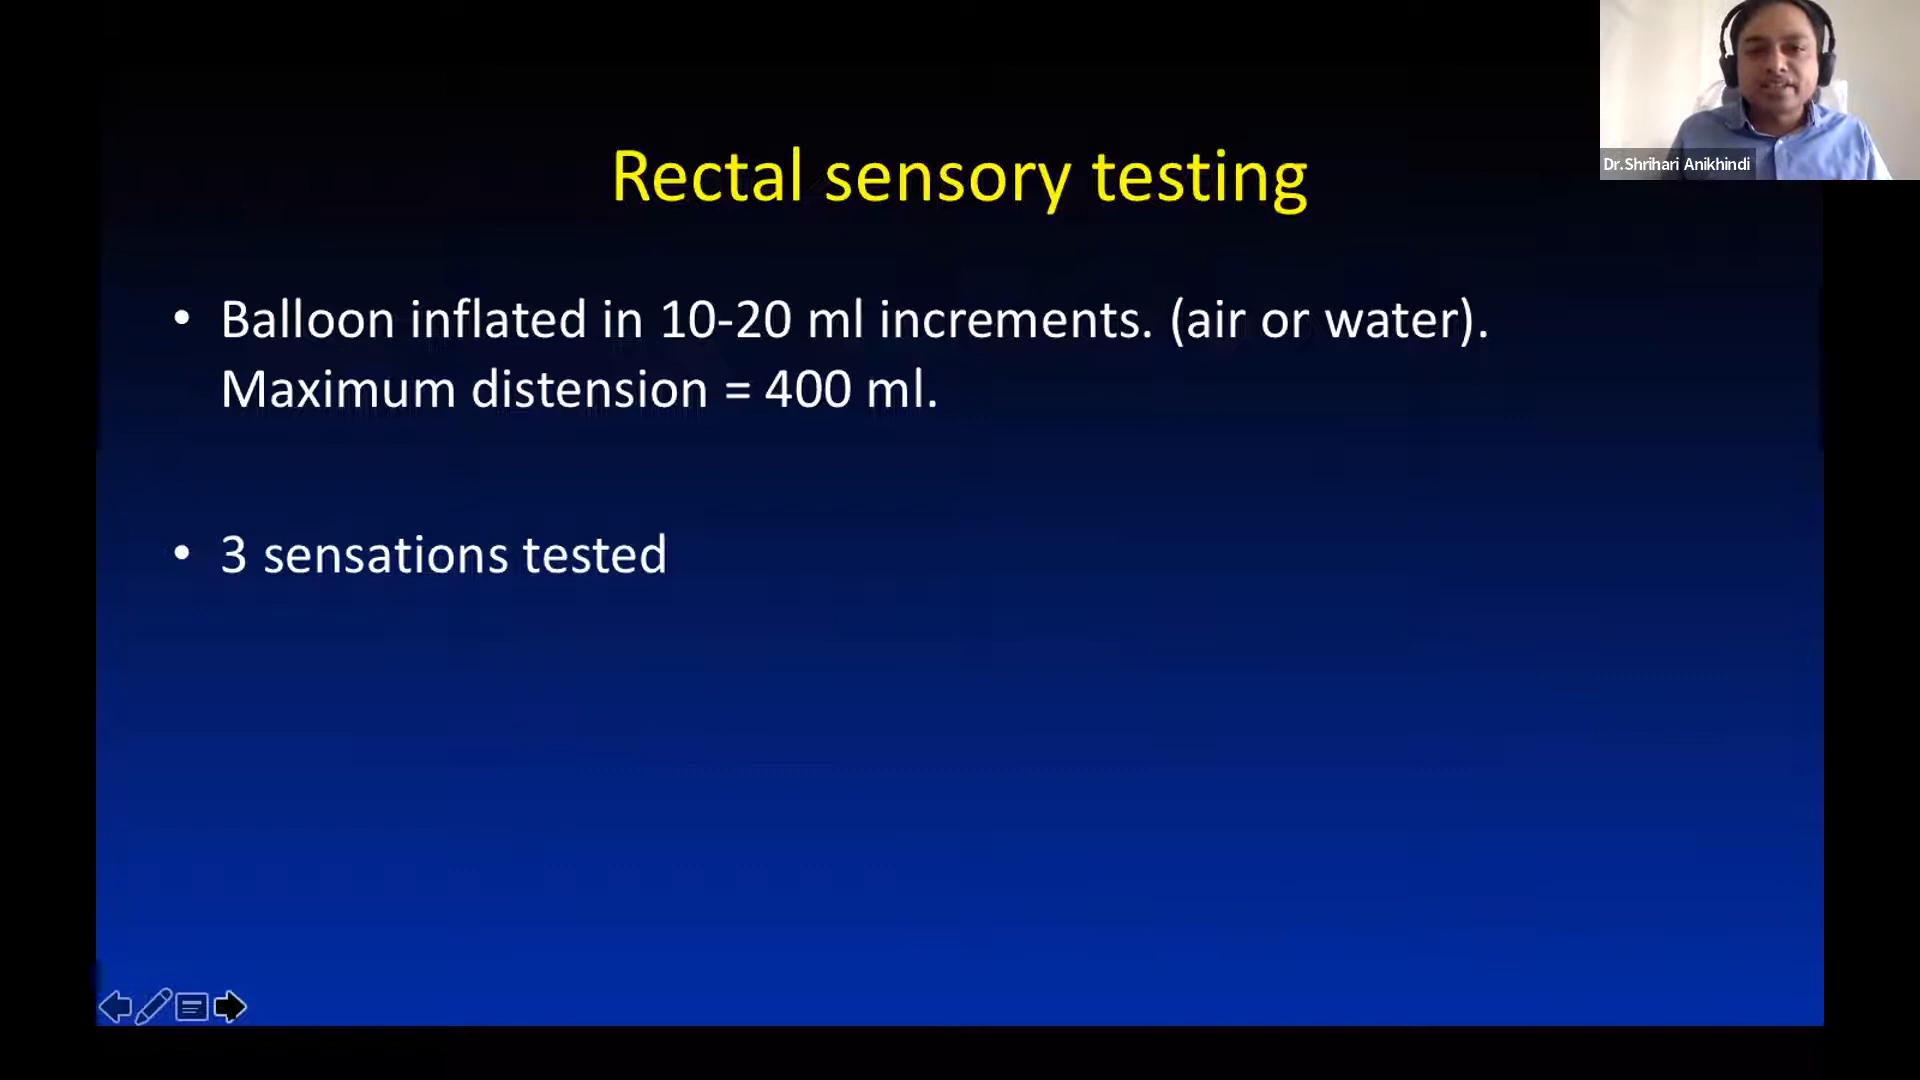 Dr.Shrihari Anikhindi
Rectal sensory testing
• Balloon inflated in 10-20 ml increments. (air or water).
Maximum distension = 400 ml.
• 3 sensations tested